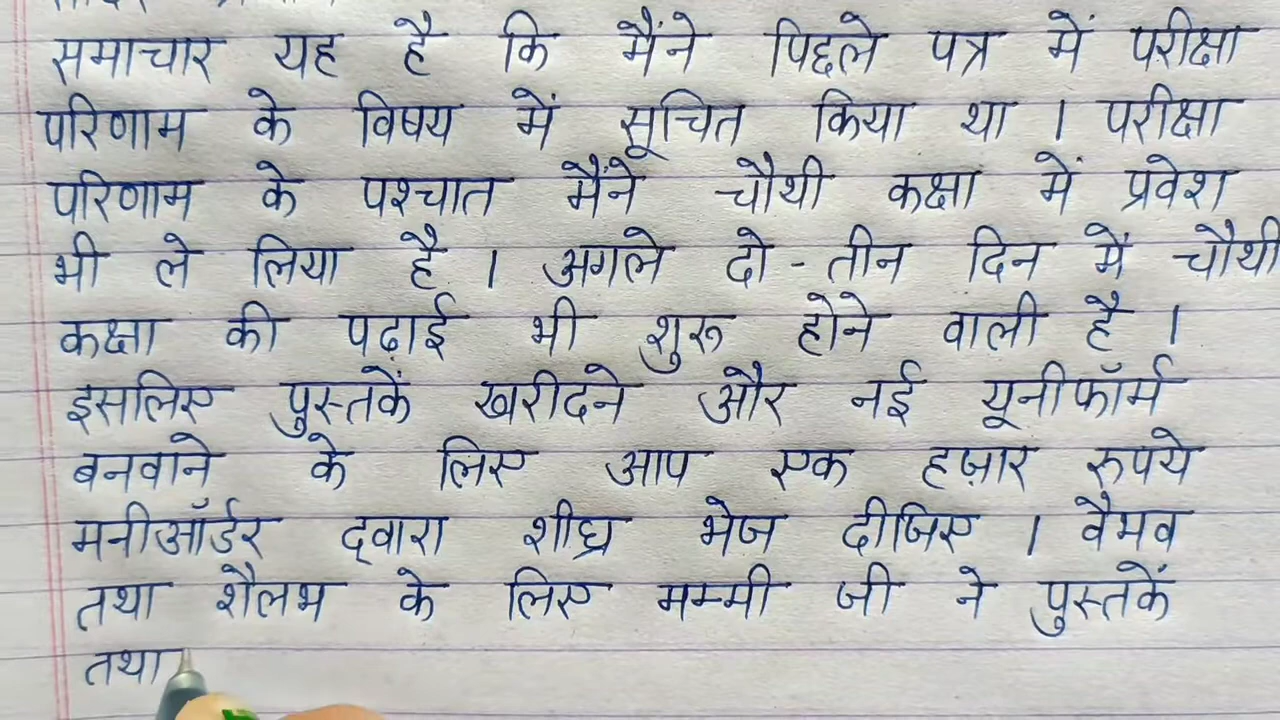 समाचार यह है कि मैंने पिछले पत्र में परीक्षा
परिणाम के विषय में सूचित किया था । परीक्षा
परिणाम के पश्चात मैंने चौथी कक्षा में प्रवेश
भी ले लिया है । अगले दो - तीन दिन में चौथी
कक्षा की पढ़ाई भी शुरू होने वाली है ।
इसलिए पुस्तकें खरीदने और नई यूनीफॉर्म
बनवाने के लिए आप एक हज़ार रुपये
मनीऑर्डर द्वारा शीघ्र भेज दीजिए । वैभव
तथा शैलभ के लिए मम्मी जी ने पुस्तकें
तथा